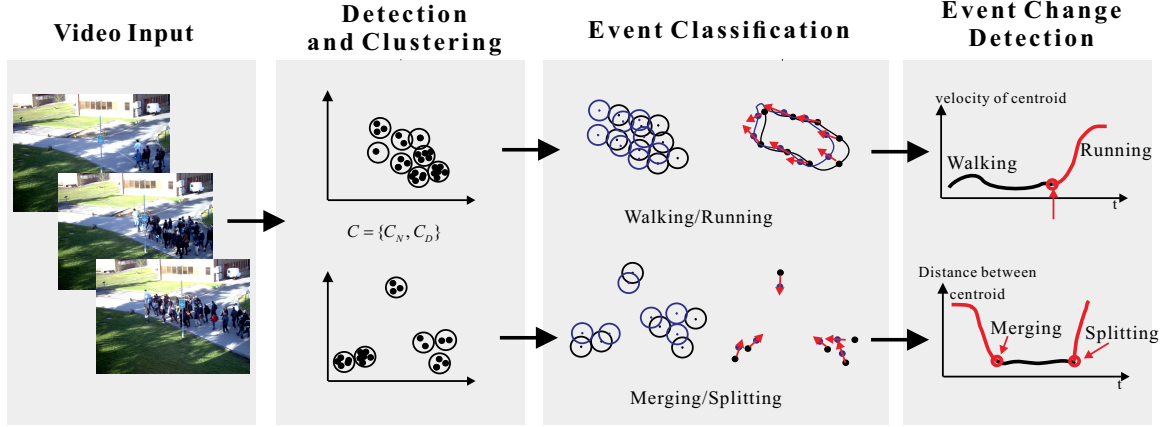 Video Input
Detection
and Clustering
Event Classification
Event Change
Detection
C = {C_N, C_D}
Walking/Running
velocity of centroid
Walking
Running
t
Merging/Splitting
Distance between
centroid
Merging
Splitting
t